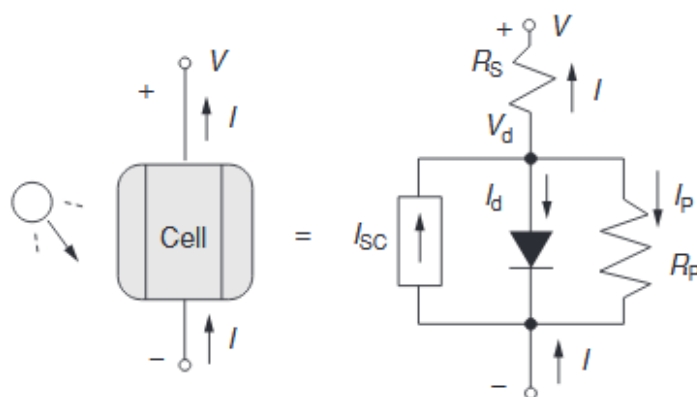 V
+
I
Cell
I
−
=
+ V
RS
I
Vd
Id
IP
ISC
RP
I
−